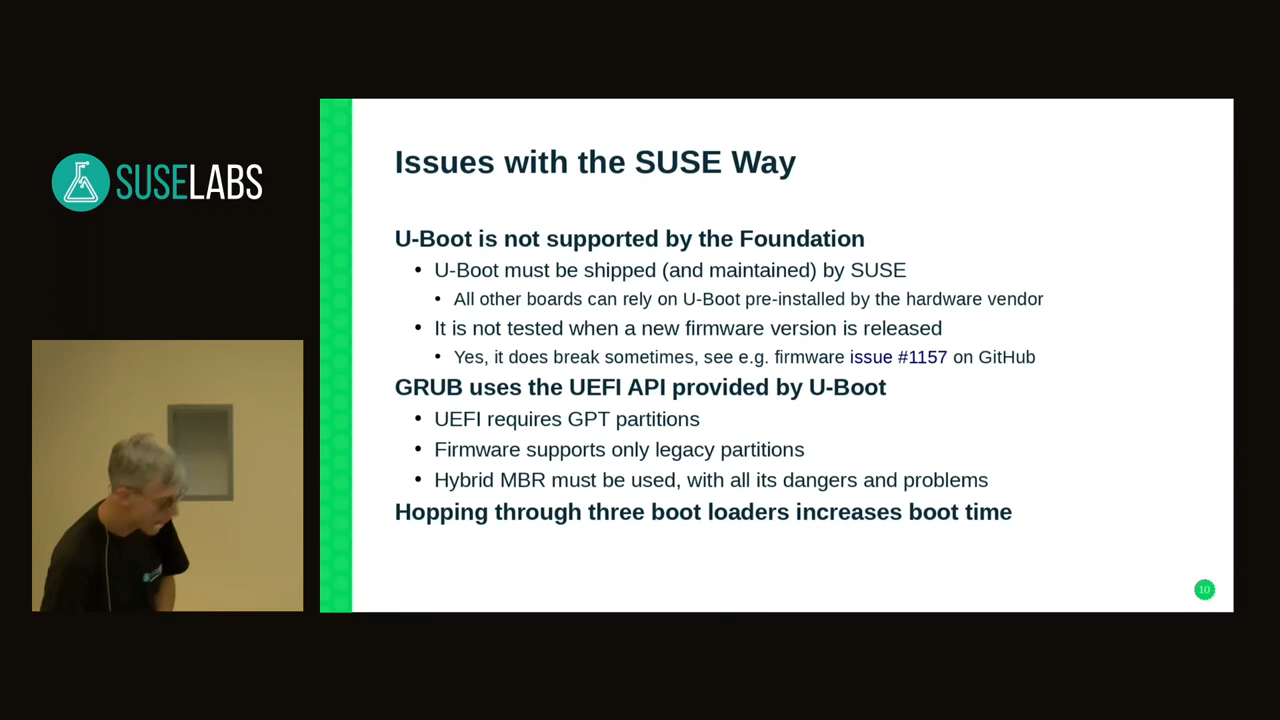 SUSELABS
Issues with the SUSE Way
U-Boot is not supported by the Foundation
• U-Boot must be shipped (and maintained) by SUSE
• All other boards can rely on U-Boot pre-installed by the hardware vendor
• It is not tested when a new firmware version is released
• Yes, it does break sometimes, see e.g. firmware issue #1157 on GitHub
GRUB uses the UEFI API provided by U-Boot
• UEFI requires GPT partitions
• Firmware supports only legacy partitions
• Hybrid MBR must be used, with all its dangers and problems
Hopping through three boot loaders increases boot time
10